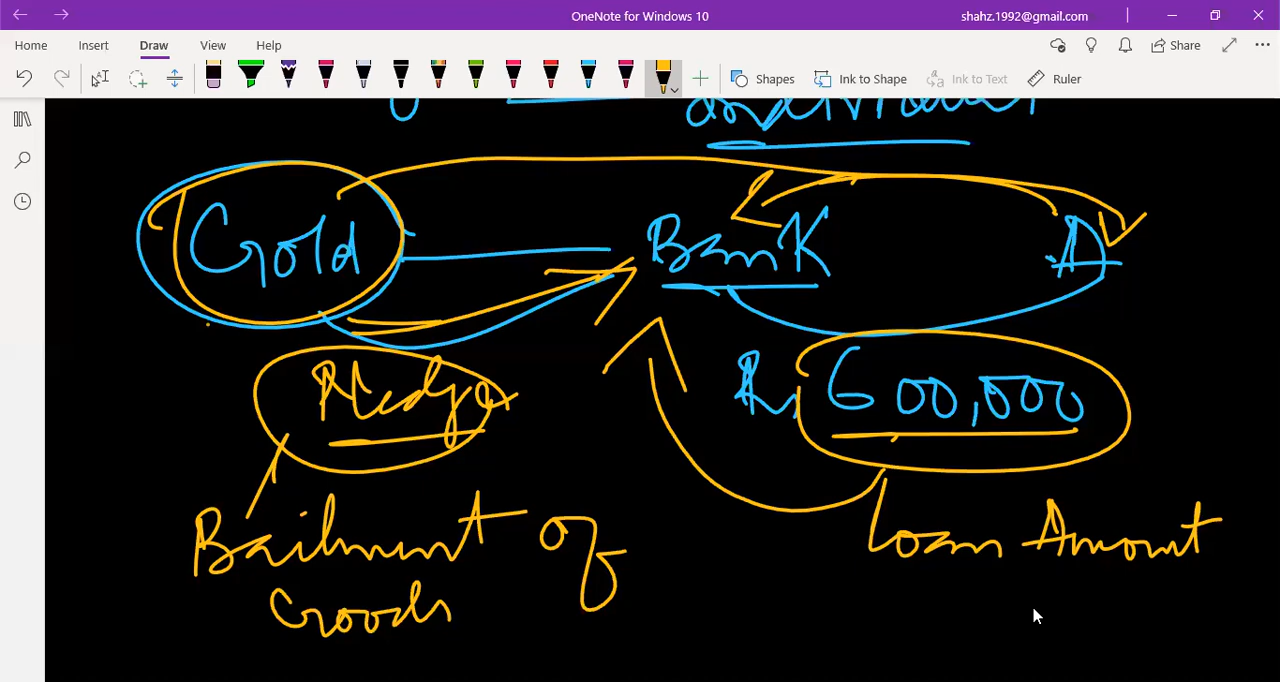 OneNote for Windows 10
shahz.1992@gmail.com
Home Insert Draw View Help
Share
Shapes Ink to Shape Ink to Text Ruler
Gold Bank A
Pledge Rs 600,000
Bailment of Goods
Loan Amount